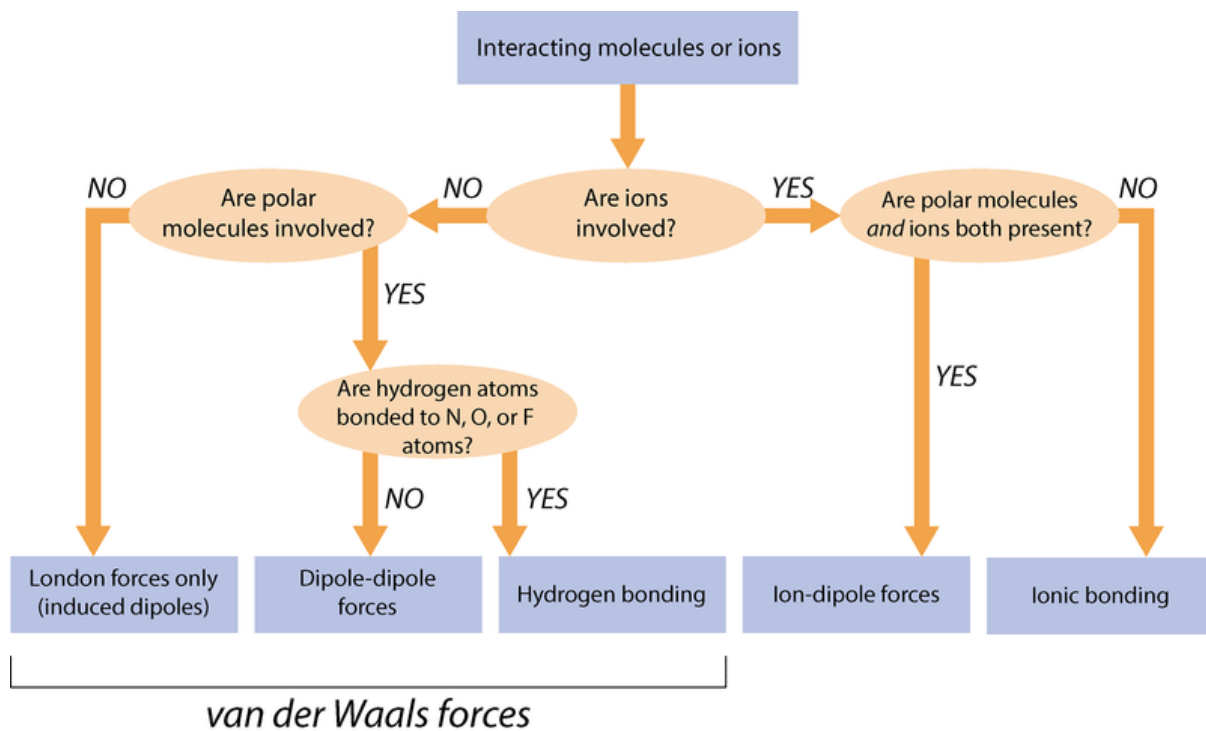 Interacting molecules or ions
NO
Are polar
molecules involved?
NO
Are ions
involved?
YES
Are polar molecules
and ions both present?
NO
YES
Are hydrogen atoms
bonded to N, O, or F
atoms?
YES
NO
YES
London forces only
(induced dipoles)
Dipole-dipole
forces
Hydrogen bonding
Ion-dipole forces
Ionic bonding
van der Waals forces